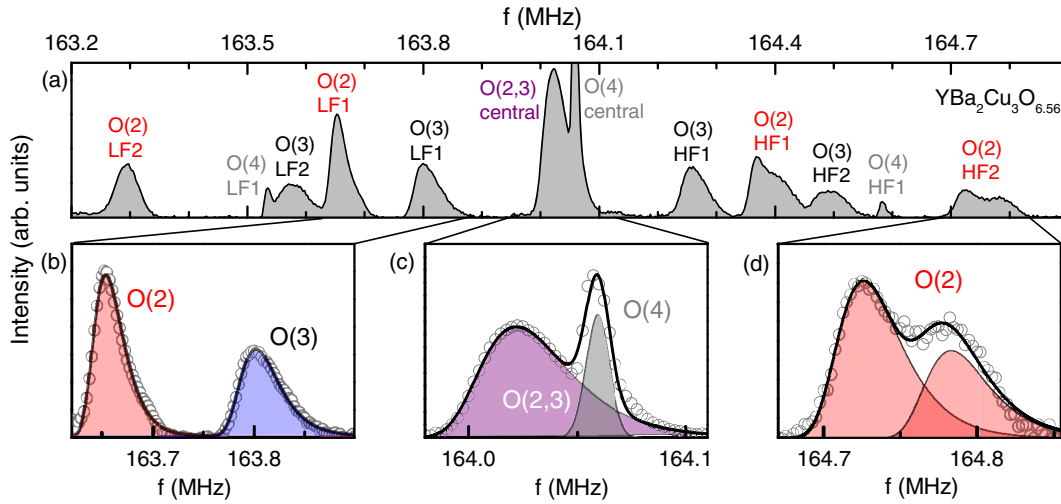 f (MHz)
163.2 163.5 163.8 164.1 164.4 164.7
(a)
O(2)
LF2
O(4)
LF1
O(3)
LF2
O(2)
LF1
O(3)
LF1
O(2,3)
central
O(4)
central
O(3)
HF1
O(2)
HF1
O(3)
HF2
O(4)
HF1
O(2)
HF2
YBa₂Cu₃O₆.₅₆
Intensity (arb. units)
(b)
O(2)
O(3)
163.7 163.8
f (MHz)
(c)
O(4)
O(2,3)
164.0 164.1
f (MHz)
(d)
O(2)
164.7 164.8
f (MHz)